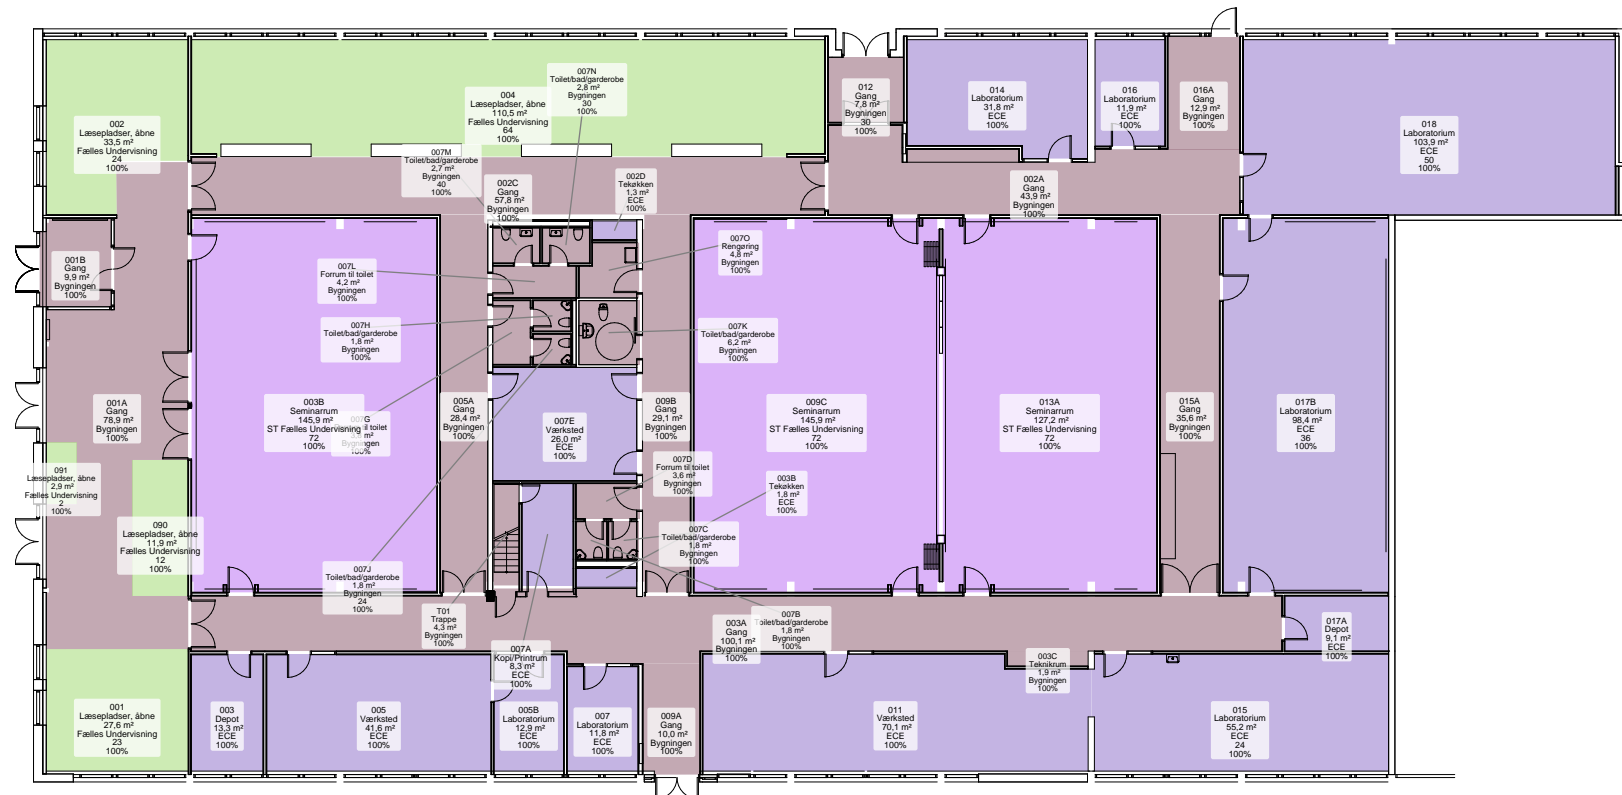 002
Læsepladser, åbne
33,5 m²
Fælles Undervisning
24
100%
004
Læsepladser, åbne
110,5 m²
Fælles Undervisning
64
100%
007N
Toilet/bad/garderobe
2,8 m²
Bygningen
30
100%
007M
Toilet/bad/garderobe
2,7 m²
Bygningen
40
100%
002C
Gang
57,8 m²
Bygningen
100%
002D
Tekøkken
1,3 m²
ECE
100%
012
Gang
7,8 m²
Bygningen
30
100%
014
Laboratorium
31,8 m²
ECE
100%
016
Laboratorium
11,9 m²
ECE
100%
016A
Gang
12,9 m²
Bygningen
100%
018
Laboratorium
103,9 m²
ECE
50
100%
002A
Gang
43,9 m²
Bygningen
100%
001B
Gang
9,9 m²
Bygningen
100%
007L
Forrum til toilet
4,2 m²
Bygningen
100%
007O
Rengøring
4,8 m²
Bygningen
100%
007H
Toilet/bad/garderobe
1,8 m²
Bygningen
100%
007K
Toilet/bad/garderobe
6,2 m²
Bygningen
100%
001A
Gang
78,9 m²
Bygningen
100%
003B
Seminarrum
145,9 m²
ST Fælles Undervisning
72
100%
005A
Gang
28,4 m²
Bygningen
100%
007E
Værksted
26,0 m²
ECE
100%
009B
Gang
29,1 m²
Bygningen
100%
009C
Seminarrum
145,9 m²
ST Fælles Undervisning
72
100%
013A
Seminarrum
127,2 m²
ST Fælles Undervisning
72
100%
015A
Gang
35,6 m²
Bygningen
100%
017B
Laboratorium
98,4 m²
ECE
36
100%
091
Læsepladser, åbne
2,9 m²
Fælles Undervisning
2
100%
090
Læsepladser, åbne
11,9 m²
Fælles Undervisning
12
100%
007D
Forrum til toilet
3,6 m²
Bygningen
100%
003B
Tekøkken
1,8 m²
ECE
100%
007C
Toilet/bad/garderobe
1,8 m²
Bygningen
100%
007J
Toilet/bad/garderobe
1,8 m²
Bygningen
24
100%
T01
Trappe
4,3 m²
Bygningen
100%
007A
Kopi/Printrum
8,3 m²
ECE
100%
003A
Gang
100,1 m²
Bygningen
100%
007B
Toilet/bad/garderobe
1,8 m²
Bygningen
100%
003C
Teknikrum
1,9 m²
Bygningen
100%
017A
Depot
9,1 m²
ECE
100%
001
Læsepladser, åbne
27,6 m²
Fælles Undervisning
23
100%
003
Depot
13,3 m²
ECE
100%
005
Værksted
41,6 m²
ECE
100%
005B
Laboratorium
12,9 m²
ECE
100%
007
Laboratorium
11,8 m²
ECE
100%
009A
Gang
10,0 m²
Bygningen
100%
011
Værksted
70,1 m²
ECE
100%
015
Laboratorium
55,2 m²
ECE
24
100%